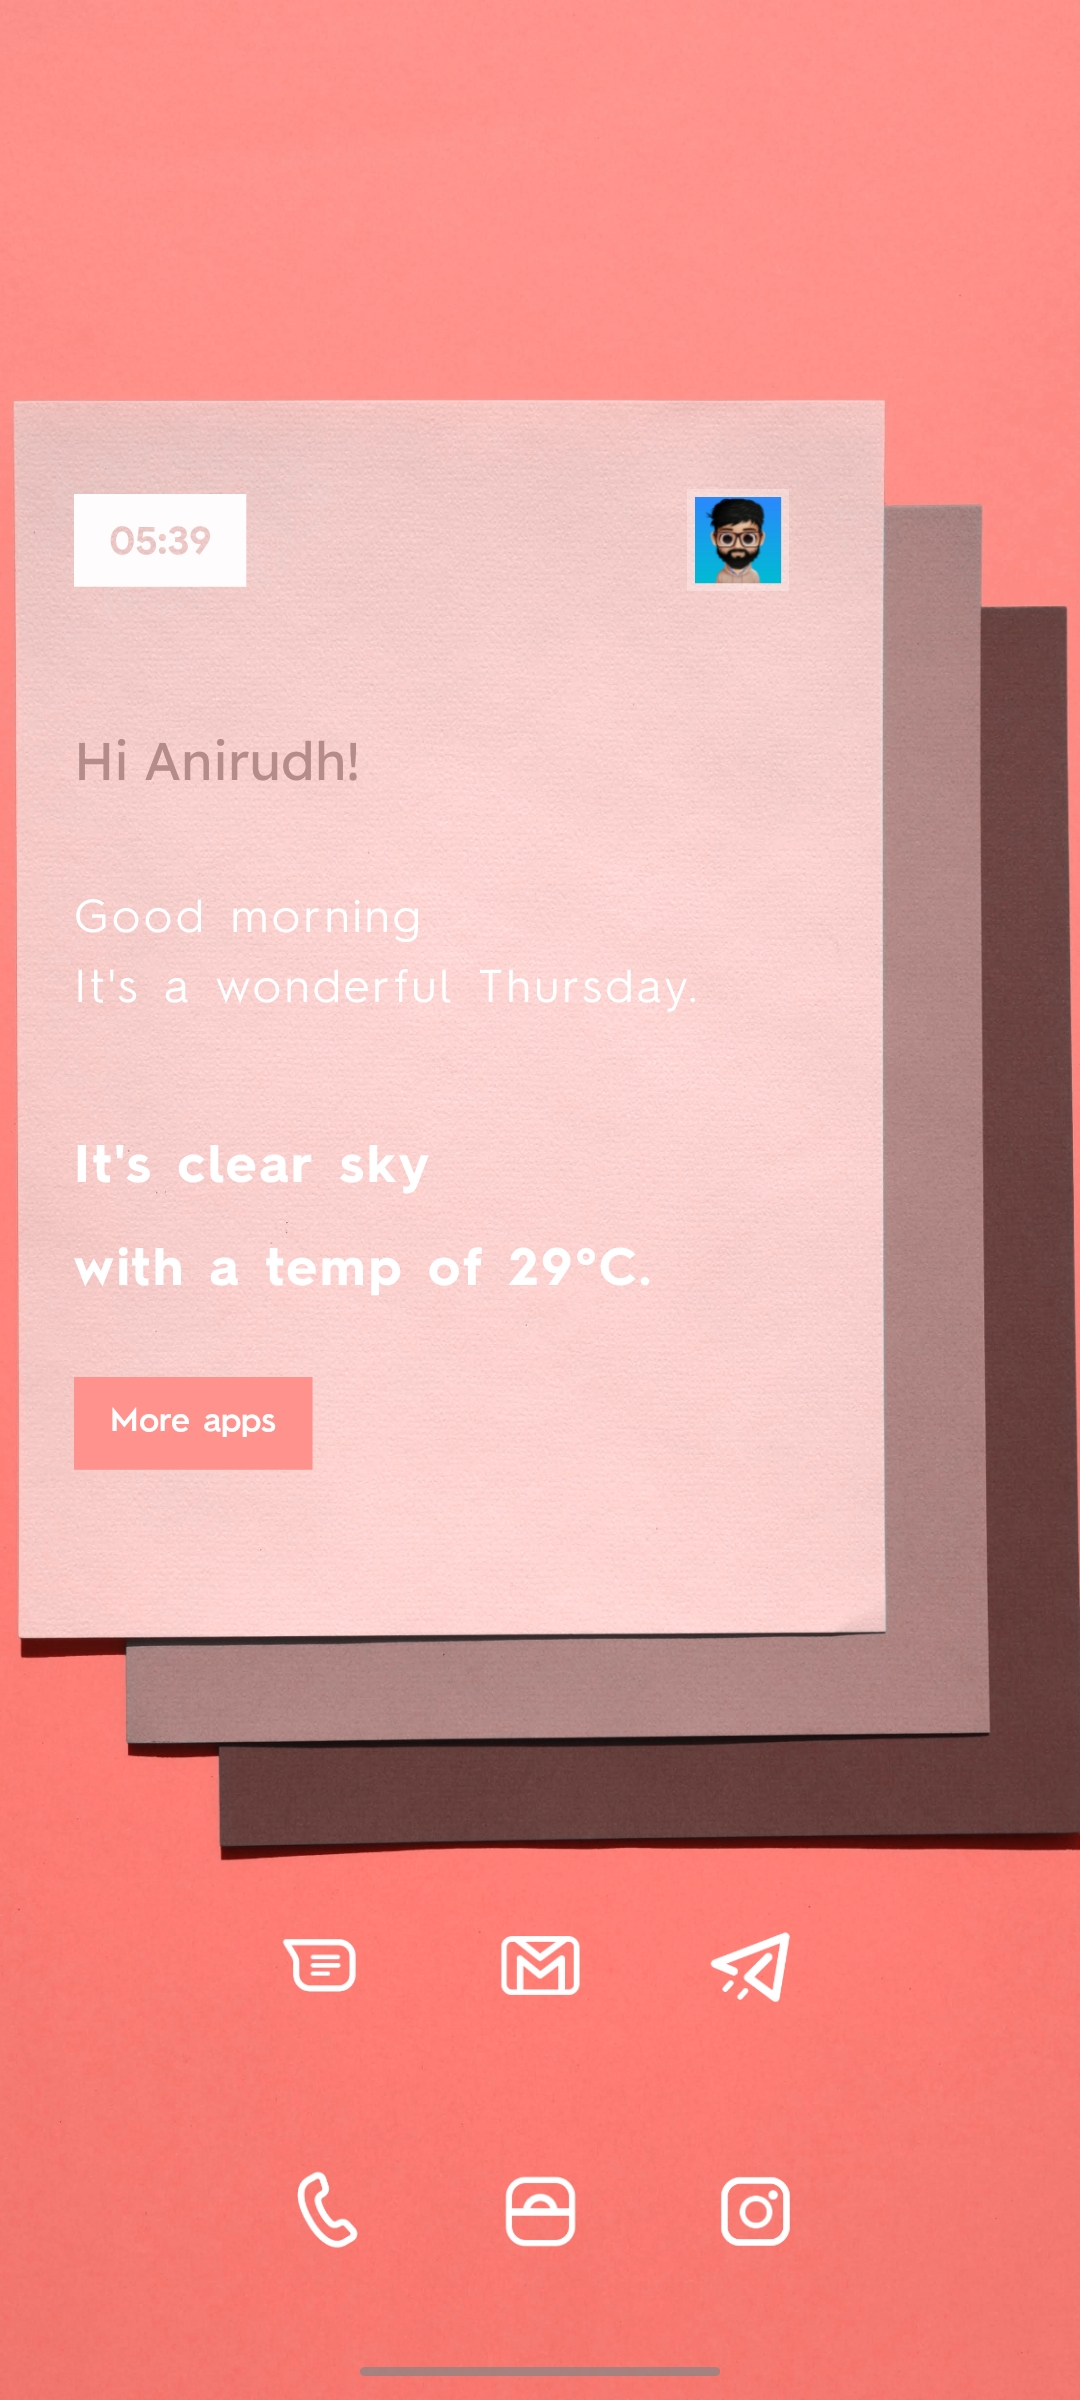 05:39
Hi Anirudh!
Good morning
It's a wonderful Thursday.
It's clear sky
with a temp of 29°C.
More apps